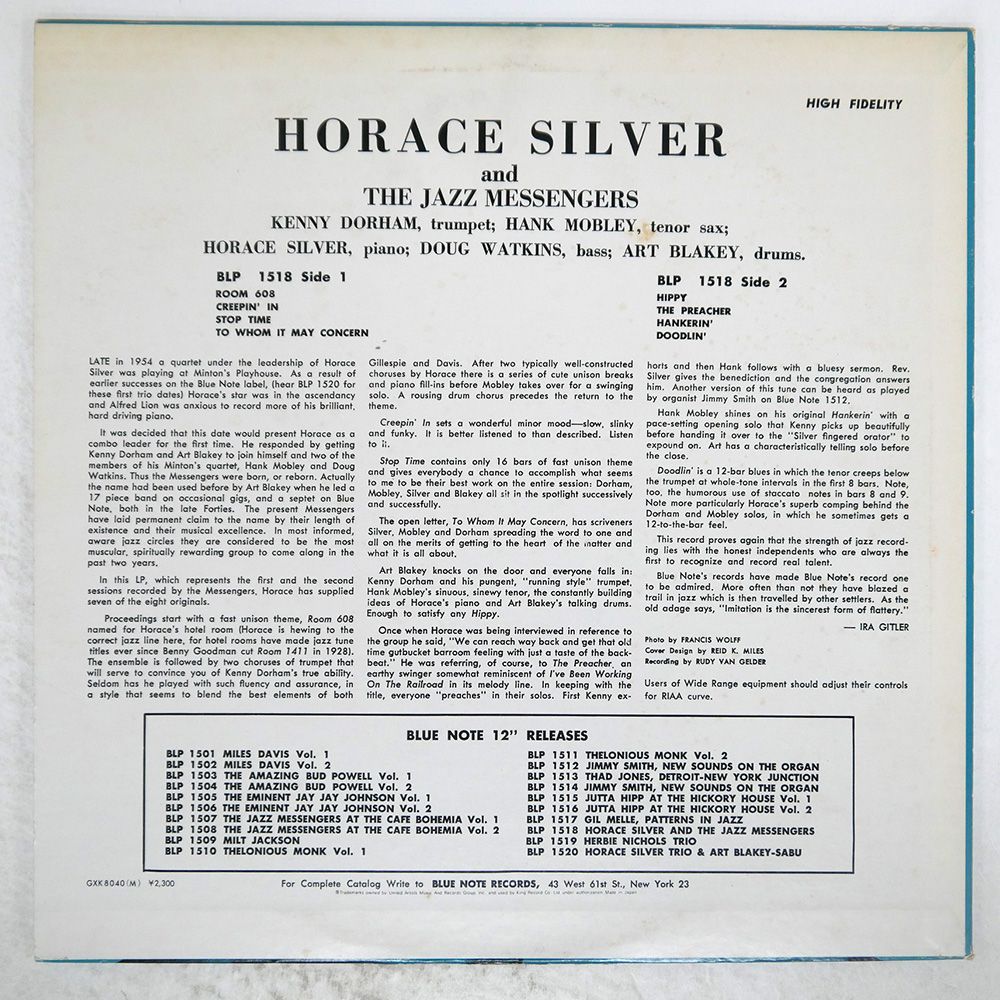 HIGH FIDELITY
HORACE SILVER
and
THE JAZZ MESSENGERS
KENNY DORHAM, trumpet; HANK MOBLEY, tenor sax;
HORACE SILVER, piano; DOUG WATKINS, bass; ART BLAKEY, drums.
BLP 1518 Side 1
ROOM 608
CREEPIN' IN
STOP TIME
TO WHOM IT MAY CONCERN
BLP 1518 Side 2
HIPPY
THE PREACHER
HANKERIN'
DOODLIN'
LATE in 1954 a quartet under the leadership of Horace
Silver was playing at Minton's Playhouse. As a result of
earlier successes on the Blue Note label, (hear BLP 1520 for
these first trio dates) Horace's star was in the ascendancy
and Alfred Lion was anxious to record more of his brilliant,
hard driving piano.
It was decided that this date would present Horace as a
combo leader for the first time. He responded by getting
Kenny Dorham and Art Blakey to join himself and two of the
members of his Minton's quartet, Hank Mobley and Doug
Watkins. Thus the Messengers were born, or reborn. Actually
the name had been used before by Art Blakey when he led a
17 piece band on occasional gigs, and a septet on Blue
Note, both in the late Forties. The present Messengers
have laid permanent claim to the name by their length of
existence and their musical excellence. In most informed,
aware jazz circles they are considered to be the most
muscular, spiritually rewarding group to come along in the
past two years.
In this LP, which represents the first and the second
sessions recorded by the Messengers, Horace has supplied
seven of the eight originals.
Proceedings start with a fast unison theme, Room 608
named for Horace's hotel room (Horace is hewing to the
correct jazz line here, for hotel rooms have made jazz tune
titles ever since Benny Goodman cut Room 1411 in 1928).
The ensemble is followed by two choruses of trumpet that
will serve to convince you of Kenny Dorham's true ability.
Seldom has he played with such fluency and assurance, in
a style that seems to blend the best elements of both
Gillespie and Davis. After two typically well-constructed
choruses by Horace there is a series of cute unison breaks
and piano fill-ins before Mobley takes over for a swinging
solo. A rousing drum chorus precedes the return to the
theme.
Creepin' In sets a wonderful minor mood—slow, slinky
and funky. It is better listened to than described. Listen
to it.
Stop Time contains only 16 bars of fast unison theme
and gives everybody a chance to accomplish what seems
to me to be their best work on the entire session: Dorham,
Mobley, Silver and Blakey all sit in the spotlight successively
and successfully.
The open letter, To Whom It May Concern, has scriveners
Silver, Mobley and Dorham spreading the word to one and
all on the merits of getting to the heart of the matter and
what it is all about.
Art Blakey knocks on the door and everyone falls in:
Kenny Dorham and his pungent, "running style" trumpet,
Hank Mobley's sinuous, sinewy tenor, the constantly building
ideas of Horace's piano and Art Blakey's talking drums.
Enough to satisfy any Hippy.
Once when Horace was being interviewed in reference to
the group he said, "We can reach way back and get that old
time gutbucket barroom feeling with just a taste of the back-
beat." He was referring, of course, to The Preacher, an
earthy swinger somewhat reminiscent of I've Been Working
On The Railroad in its melody line. In keeping with the
title, everyone "preaches" in their solos. First Kenny ex-
horts and then Hank follows with a bluesy sermon. Rev.
Silver gives the benediction and the congregation answers
him. Another version of this tune can be heard as played
by organist Jimmy Smith on Blue Note 1512.
Hank Mobley shines on his original Hankerin' with a
pace-setting opening solo that Kenny picks up beautifully
before handing it over to the "Silver fingered orator" to
expound on. Art has a characteristically telling solo before
the close.
Doodlin' is a 12-bar blues in which the tenor creeps below
the trumpet at whole-tone intervals in the first 8 bars. Note,
too, the humorous use of staccato notes in bars 8 and 9.
Note more particularly Horace's superb comping behind the
Dorham and Mobley solos, in which he sometimes gets a
12-to-the-bar feel.
This record proves again that the strength of jazz record-
ing lies with the honest independents who are always the
first to recognize and record real talent.
Blue Note's records have made Blue Note's record one
to be admired. More often than not they have blazed a
trail in jazz which is then travelled by other settlers. As the
old adage says, "Imitation is the sincerest form of flattery."
— IRA GITLER
Photo by FRANCIS WOLFF
Cover Design by REID K. MILES
Recording by RUDY VAN GELDER
Users of Wide Range equipment should adjust their controls
for RIAA curve.
BLUE NOTE 12" RELEASES
BLP 1501 MILES DAVIS Vol. 1
BLP 1502 MILES DAVIS Vol. 2
BLP 1503 THE AMAZING BUD POWELL Vol. 1
BLP 1504 THE AMAZING BUD POWELL Vol. 2
BLP 1505 THE EMINENT JAY JAY JOHNSON Vol. 1
BLP 1506 THE EMINENT JAY JAY JOHNSON Vol. 2
BLP 1507 THE JAZZ MESSENGERS AT THE CAFE BOHEMIA Vol. 1
BLP 1508 THE JAZZ MESSENGERS AT THE CAFE BOHEMIA Vol. 2
BLP 1509 MILT JACKSON
BLP 1510 THELONIOUS MONK Vol. 1
BLP 1511 THELONIOUS MONK Vol. 2
BLP 1512 JIMMY SMITH, NEW SOUNDS ON THE ORGAN
BLP 1513 THAD JONES, DETROIT-NEW YORK JUNCTION
BLP 1514 JIMMY SMITH, NEW SOUNDS ON THE ORGAN
BLP 1515 JUTTA HIPP AT THE HICKORY HOUSE Vol. 1
BLP 1516 JUTTA HIPP AT THE HICKORY HOUSE Vol. 2
BLP 1517 GIL MELLE, PATTERNS IN JAZZ
BLP 1518 HORACE SILVER AND THE JAZZ MESSENGERS
BLP 1519 HERBIE NICHOLS TRIO
BLP 1520 HORACE SILVER TRIO & ART BLAKEY-SABU
GXK 8040(M) ¥2,300
For Complete Catalog Write to BLUE NOTE RECORDS, 43 West 61st St., New York 23
Trademarks owned by United Artists Music And Records Group Inc. and used by King Record Co Ltd under authorization Made in Japan